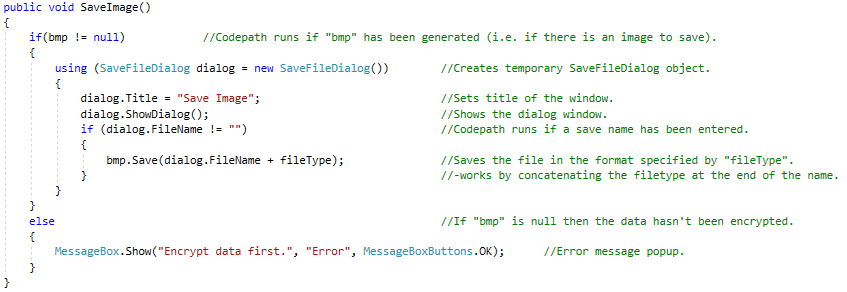 public void SaveImage()
{
if(bmp != null) //Codepath runs if "bmp" has been generated (i.e. if there is an image to save).
{
using (SaveFileDialog dialog = new SaveFileDialog()) //Creates temporary SaveFileDialog object.
{
dialog.Title = "Save Image"; //Sets title of the window.
dialog.ShowDialog(); //Shows the dialog window.
if (dialog.FileName != "") //Codepath runs if a save name has been entered.
{
bmp.Save(dialog.FileName + fileType); //Saves the file in the format specified by "fileType".
} //-works by concatenating the filetype at the end of the name.
}
}
else //If "bmp" is null then the data hasn't been encrypted.
{
MessageBox.Show("Encrypt data first.", "Error", MessageBoxButtons.OK); //Error message popup.
}
}